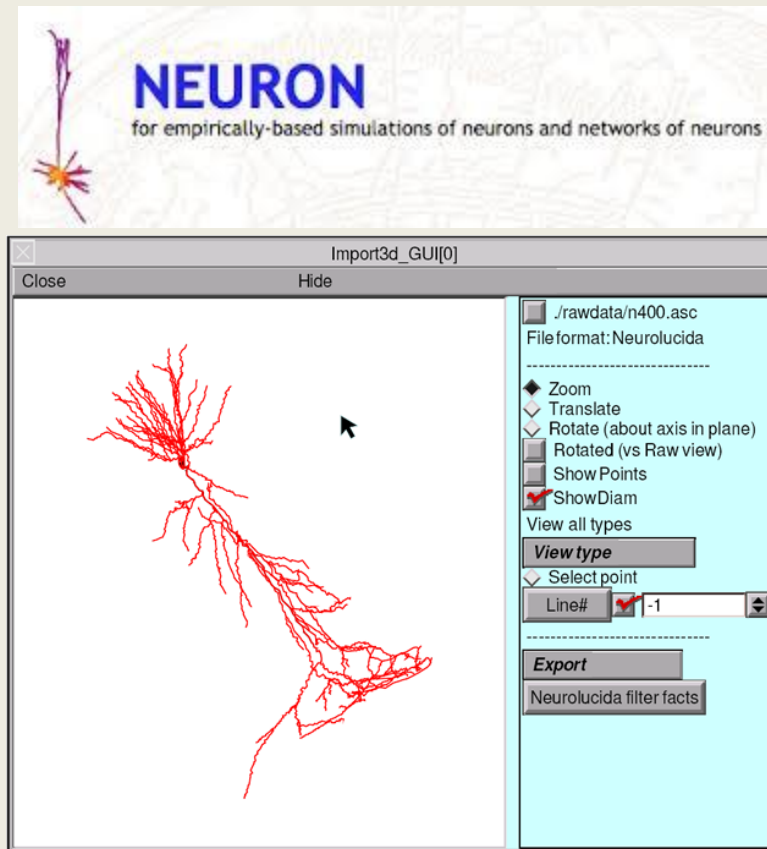 NEURON
for empirically-based simulations of neurons and networks of neurons
Import3d_GUI[0]
Close Hide
./rawdata/n400.asc
File format: Neurolucida
-------------------------------
Zoom
Translate
Rotate (about axis in plane)
Rotated (vs Raw view)
Show Points
ShowDiam
View all types
View type
Select point
Line# -1
-------------------------------
Export
Neurolucida filter facts